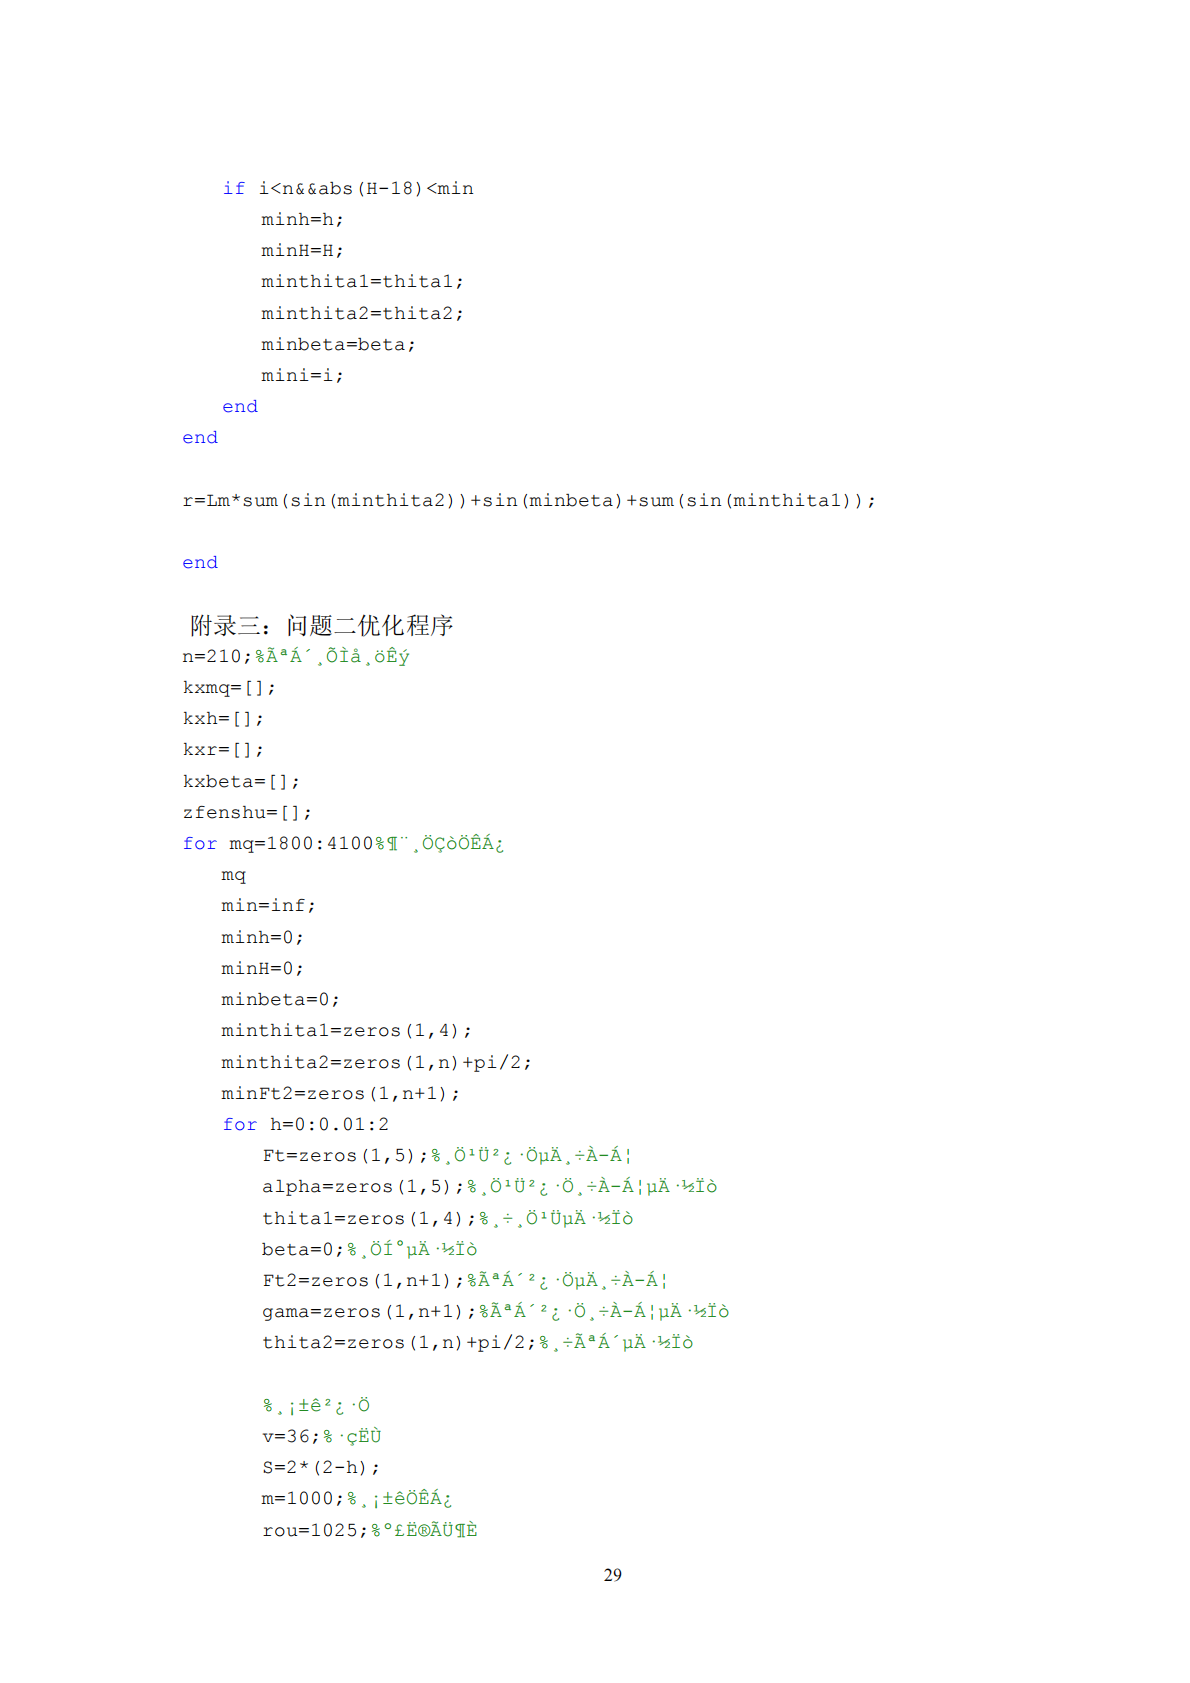 if i<n&&abs(H-18)<min
minh=h;
minH=H;
minthita1=thita1;
minthita2=thita2;
minbeta=beta;
mini=i;
end
end
r=Lm*sum(sin(minthita2))+sin(minbeta)+sum(sin(minthita1));
end
附录三：问题二优化程序
n=210;%ÃªÁ´¸ÕÌå¸öÊý
kxmq=[];
kxh=[];
kxr=[];
kxbeta=[];
zfenshu=[];
for mq=1800:4100%¶¨¸ÖÇòÖÊÁ¿
mq
min=inf;
minh=0;
minH=0;
minbeta=0;
minthita1=zeros(1,4);
minthita2=zeros(1,n)+pi/2;
minFt2=zeros(1,n+1);
for h=0:0.01:2
Ft=zeros(1,5);%¸Ö¹Ü²¿·ÖµÄ¸÷À-Á¦
alpha=zeros(1,5);%¸Ö¹Ü²¿·Ö¸÷À-Á¦µÄ·½Ïò
thita1=zeros(1,4);%¸÷¸Ö¹ÜµÄ·½Ïò
beta=0;%¸ÖÍ°µÄ·½Ïò
Ft2=zeros(1,n+1);%ÃªÁ´²¿·ÖµÄ¸÷À-Á¦
gama=zeros(1,n+1);%ÃªÁ´²¿·Ö¸÷À-Á¦µÄ·½Ïò
thita2=zeros(1,n)+pi/2;%¸÷ÃªÁ´µÄ·½Ïò
%¸¡±ê²¿·Ö
v=36;%·çËÙ
S=2*(2-h);
m=1000;%¸¡±êÖÊÁ¿
rou=1025;%º£Ë®ÃÜ¶È
29